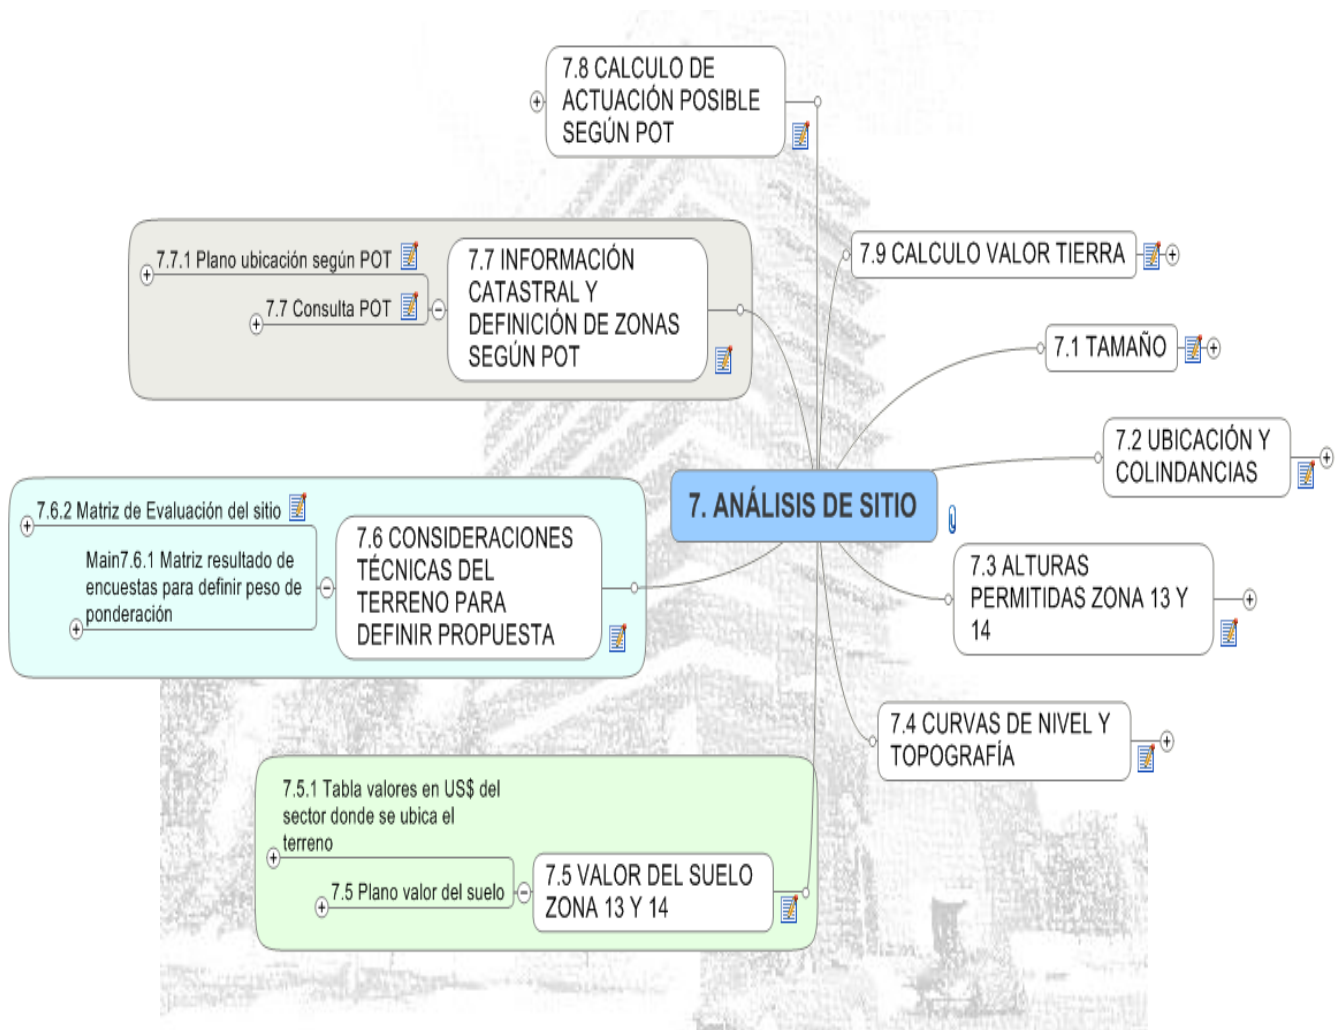 7.8 CALCULO DE
ACTUACIÓN POSIBLE
SEGÚN POT
7.7.1 Plano ubicación según POT
7.7 Consulta POT
7.7 INFORMACIÓN
CATASTRAL Y
DEFINICIÓN DE ZONAS
SEGÚN POT
7.9 CALCULO VALOR TIERRA
7.1 TAMAÑO
7.2 UBICACIÓN Y
COLINDANCIAS
7. ANÁLISIS DE SITIO
7.6.2 Matriz de Evaluación del sitio
Main7.6.1 Matriz resultado de
encuestas para definir peso de
ponderación
7.6 CONSIDERACIONES
TÉCNICAS DEL
TERRENO PARA
DEFINIR PROPUESTA
7.3 ALTURAS
PERMITIDAS ZONA 13 Y
14
7.4 CURVAS DE NIVEL Y
TOPOGRAFÍA
7.5.1 Tabla valores en US$ del
sector donde se ubica el
terreno
7.5 Plano valor del suelo
7.5 VALOR DEL SUELO
ZONA 13 Y 14